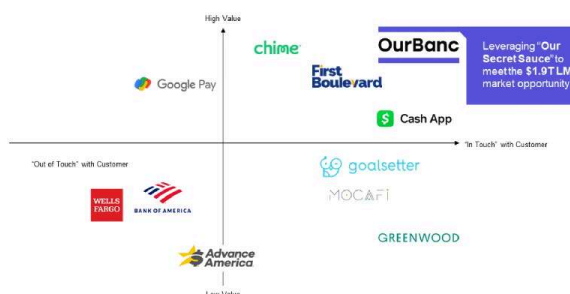 High Value
chime
OurBanc
Leveraging "Our
Secret Sauce" to
meet the $1.9T LM
market opportunity
First
Boulevard
Google Pay
$ Cash App
"In Touch" with Customer
"Out of Touch" with Customer
goalsetter
WELLS
FARGO
BANK OF AMERICA
MOCAFI
GREENWOOD
Advance
America
Low Value